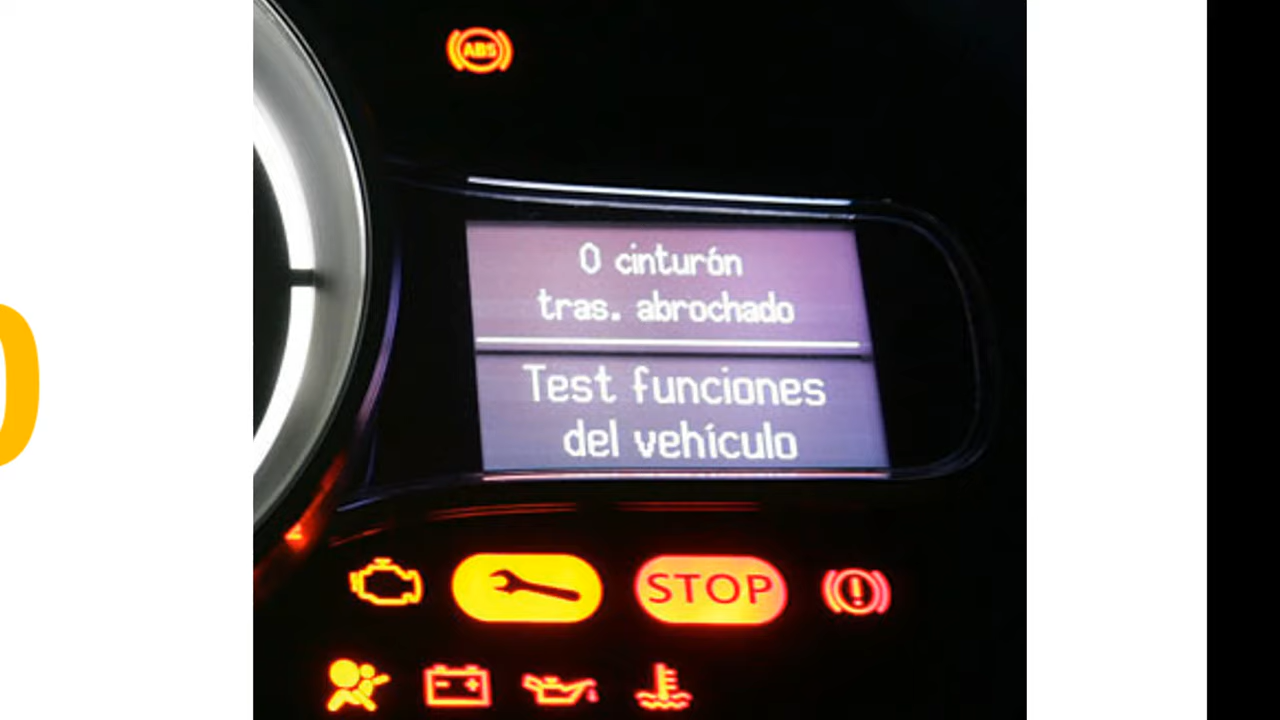 ABS
0 cinturón
tras. abrochado
Test funciones
del vehículo
STOP